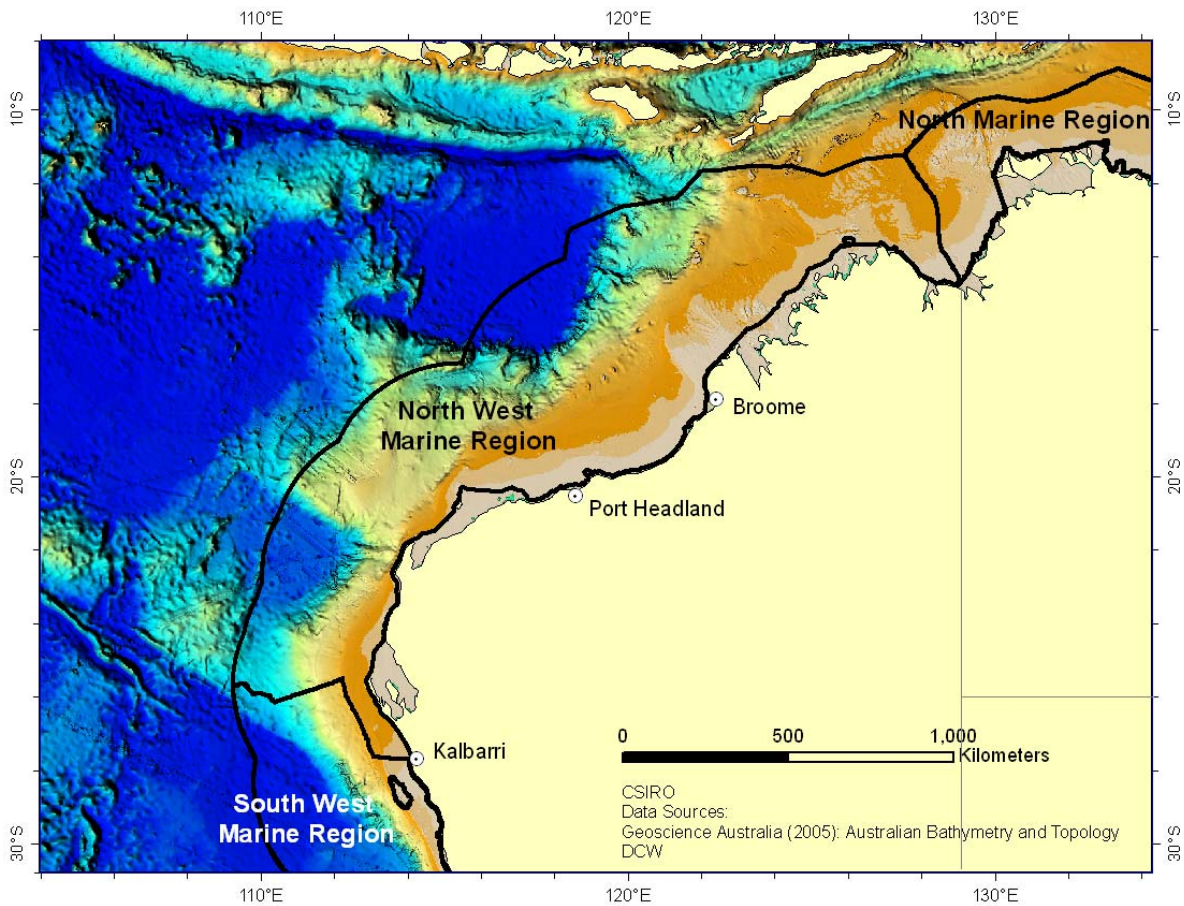 110°E 120°E 130°E
10°S 10°S
North Marine Region
North West
Marine Region
Broome
20°S 20°S
Port Headland
Kalbarri
0 500 1,000
Kilometers
South West
Marine Region
CSIRO
Data Sources:
Geoscience Australia (2005): Australian Bathymetry and Topology
DCW
30°S 30°S
110°E 120°E 130°E